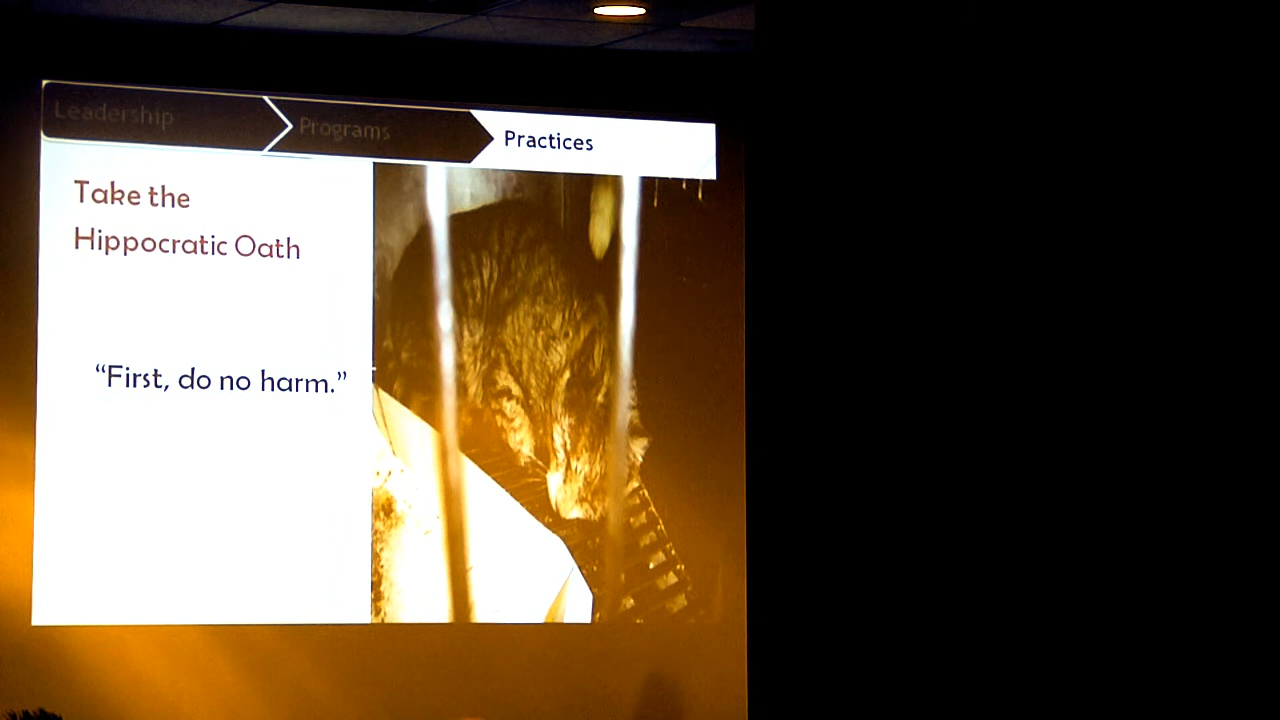 Leadership
Programs
Practices
Take the
Hippocratic Oath
“First, do no harm.”